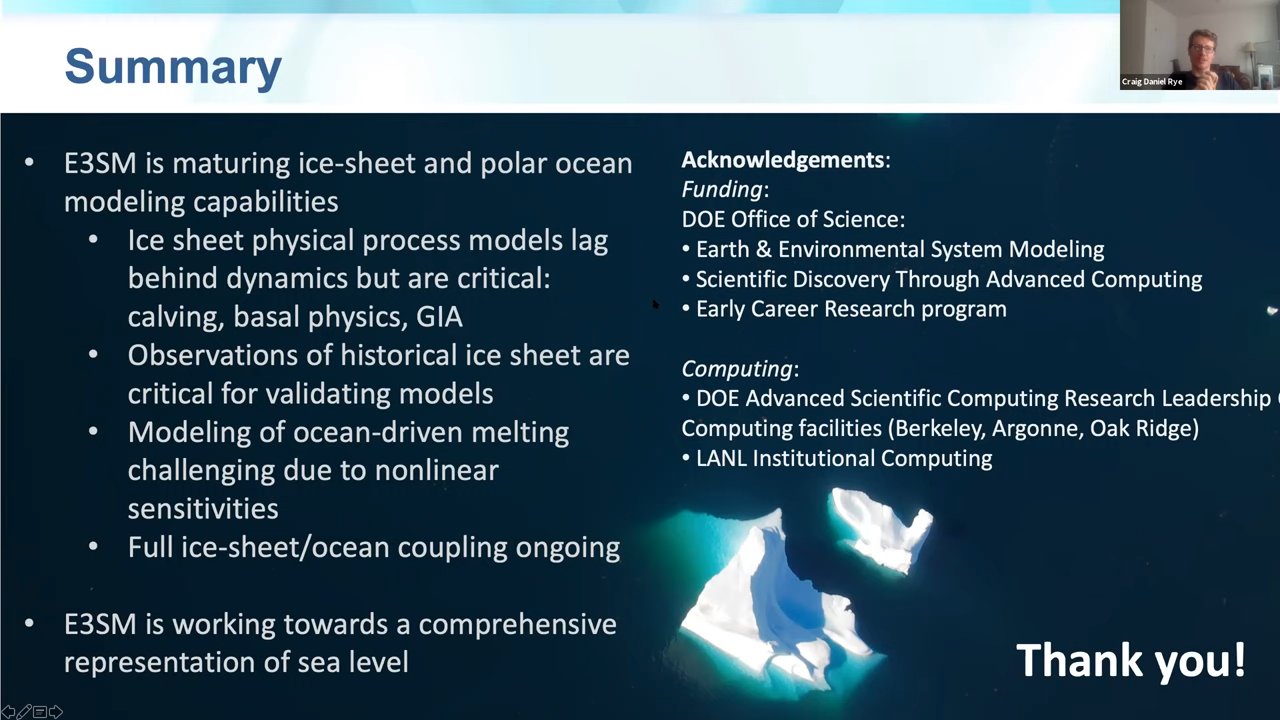 Summary
Craig Daniel Rye
• E3SM is maturing ice-sheet and polar ocean
modeling capabilities
• Ice sheet physical process models lag
behind dynamics but are critical:
calving, basal physics, GIA
• Observations of historical ice sheet are
critical for validating models
• Modeling of ocean-driven melting
challenging due to nonlinear
sensitivities
• Full ice-sheet/ocean coupling ongoing
• E3SM is working towards a comprehensive
representation of sea level
Acknowledgements:
Funding:
DOE Office of Science:
• Earth & Environmental System Modeling
• Scientific Discovery Through Advanced Computing
• Early Career Research program
Computing:
• DOE Advanced Scientific Computing Research Leadership
Computing facilities (Berkeley, Argonne, Oak Ridge)
• LANL Institutional Computing
Thank you!